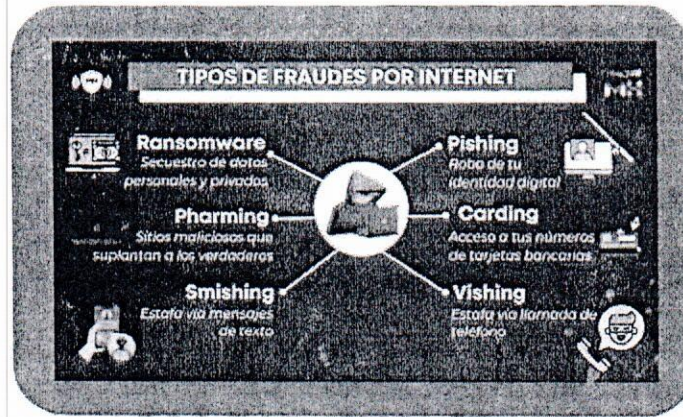 TIPOS DE FRAUDES POR INTERNET
Ransomware
Secuestro de datos
personales y privados
Pharming
Sitios maliciosos que
suplantan a los verdaderos
Smishing
Estafa vía mensajes
de texto
Pishing
Robo de tu
identidad digital
Carding
Acceso a tus números
de tarjetas bancarias
Vishing
Estafa vía llamada de
teléfono